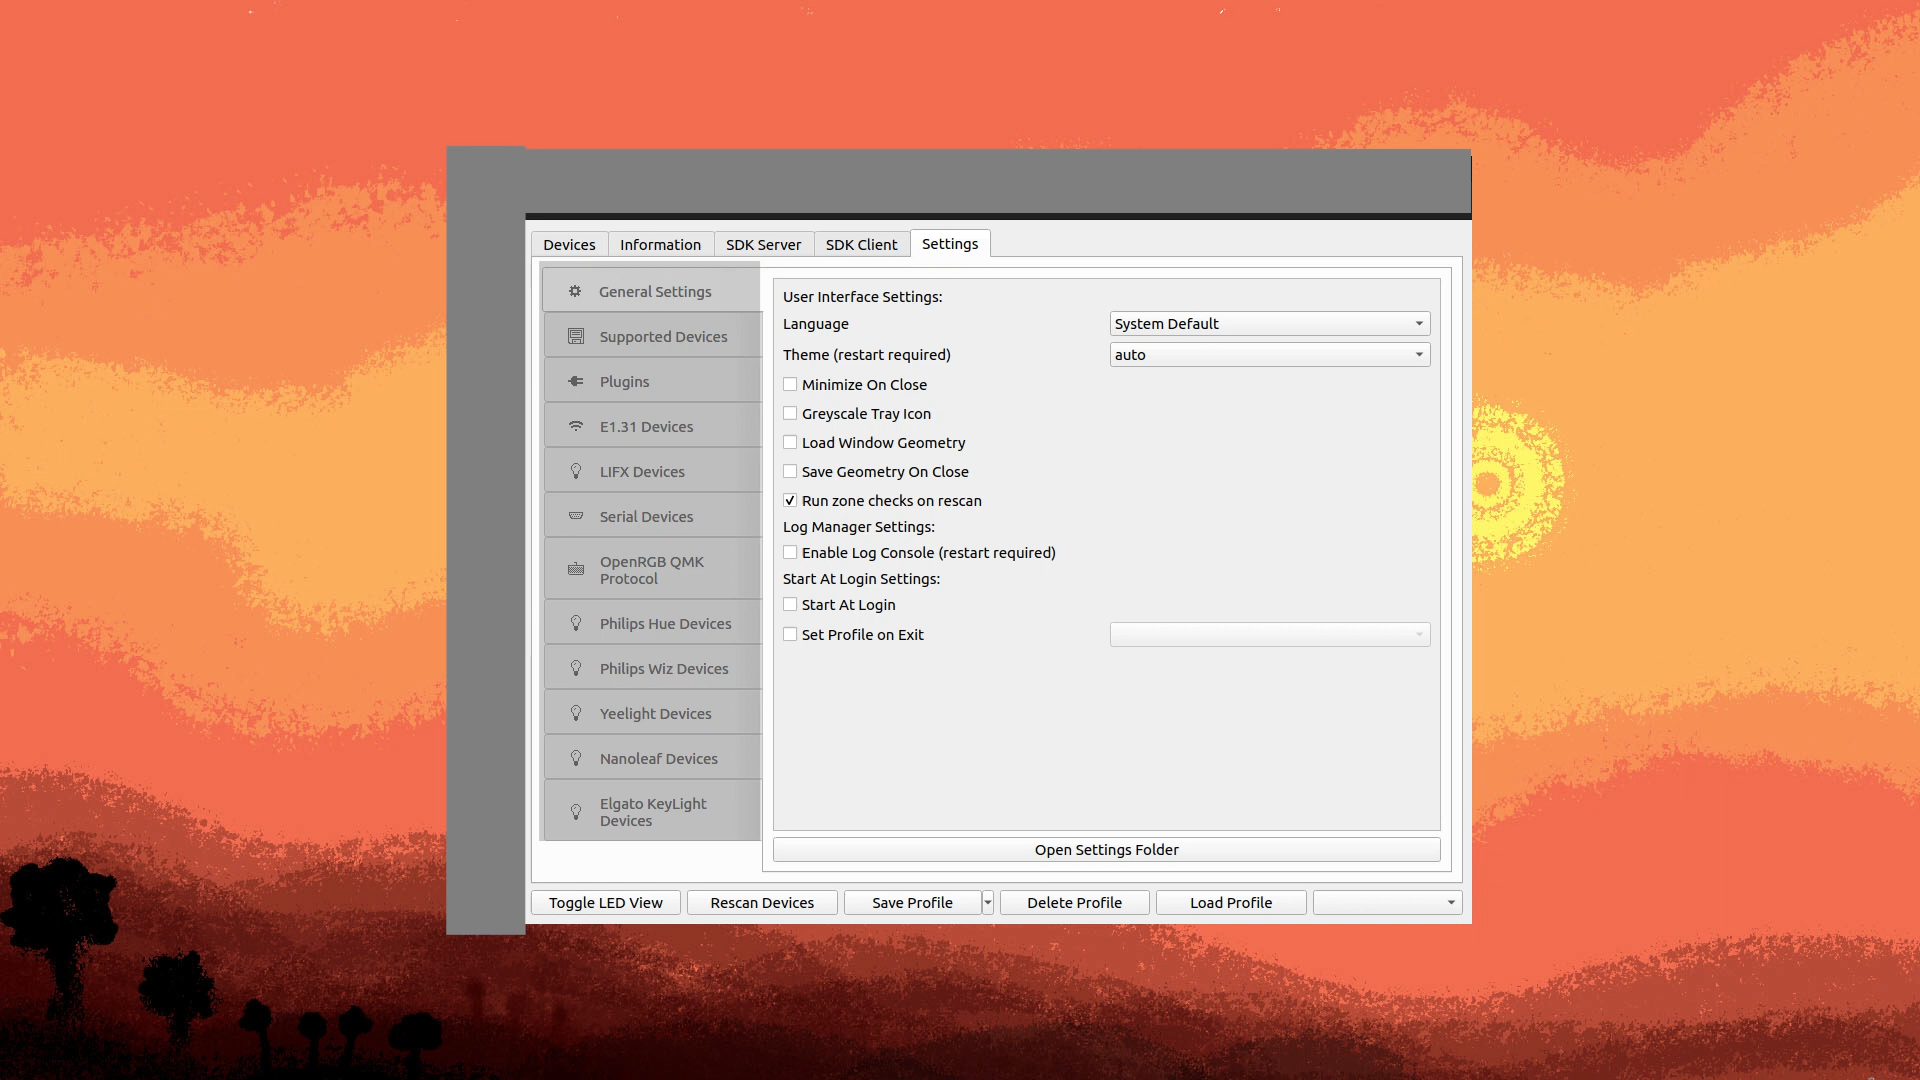 Devices
Information
SDK Server
SDK Client
Settings
General Settings
Supported Devices
Plugins
E1.31 Devices
LIFX Devices
Serial Devices
OpenRGB QMK
Protocol
Philips Hue Devices
Philips Wiz Devices
Yeelight Devices
Nanoleaf Devices
Elgato KeyLight
Devices
User Interface Settings:
Language
System Default
Theme (restart required)
auto
Minimize On Close
Greyscale Tray Icon
Load Window Geometry
Save Geometry On Close
Run zone checks on rescan
Log Manager Settings:
Enable Log Console (restart required)
Start At Login Settings:
Start At Login
Set Profile on Exit
Open Settings Folder
Toggle LED View
Rescan Devices
Save Profile
Delete Profile
Load Profile